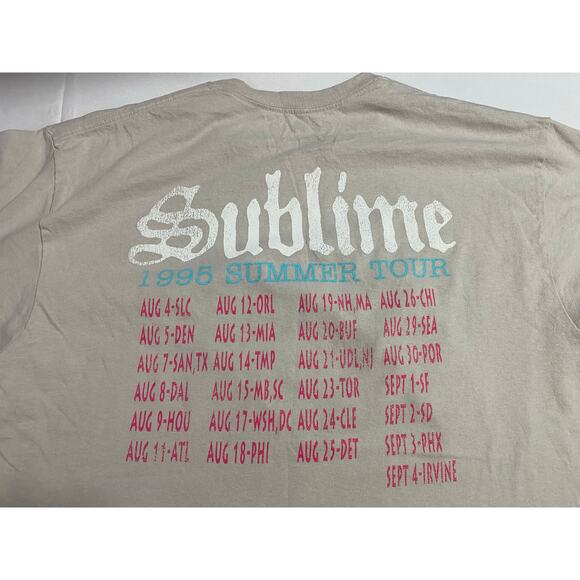 Sublime
1995 SUMMER TOUR
AUG 4-SLC
AUG 5-DEN
AUG 7-SAN,TX
AUG 8-DAL
AUG 9-HOU
AUG 11-ATL
AUG 12-ORL
AUG 13-MIA
AUG 14-TMP
AUG 15-MB,SC
AUG 17-WSH,DC
AUG 18-PHI
AUG 19-NH,MA
AUG 20-BUF
AUG 21-UDL,NJ
AUG 23-TOR
AUG 24-CLE
AUG 25-DET
AUG 26-CHI
AUG 29-SEA
AUG 30-POR
SEPT 1-SF
SEPT 2-SD
SEPT 3-PHX
SEPT 4-IRVINE